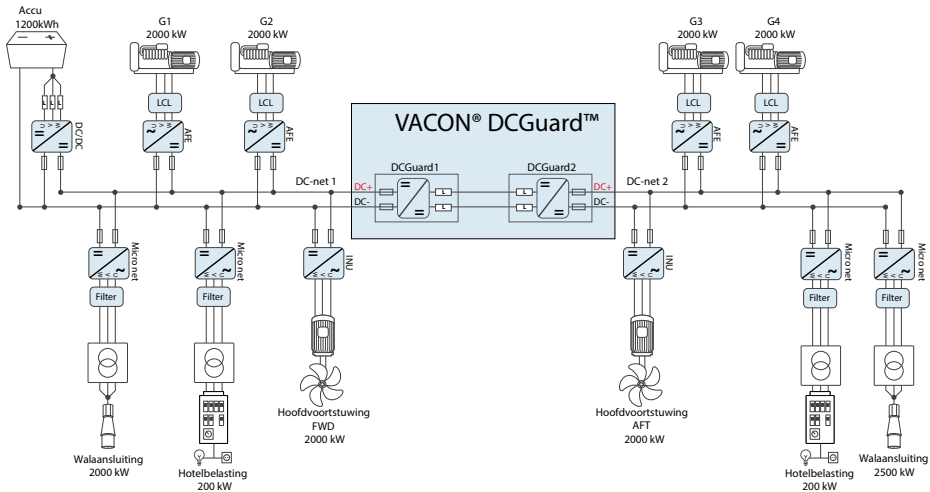 Accu
1200kWh
G1
2000 kW
G2
2000 kW
G3
2000 kW
G4
2000 kW
LCL
LCL
LCL
LCL
L
L
L
U
V
W
DC/DC
U
V
W
AFE
U
V
W
AFE
U
V
W
AFE
U
V
W
AFE
VACON® DCGuard™
DCGuard1
DCGuard2
DC-net 1
DC+
DC-
L
L
L
L
DC+
DC-
DC-net 2
W
V
U
Micro net
W
V
U
Micro net
W
V
U
INU
W
V
U
INU
W
V
U
Micro net
W
V
U
Micro net
Filter
Filter
Filter
Filter
Walaansluiting
2000 kW
Hotelbelasting
200 kW
Hoofdvoortstuwing
FWD
2000 kW
Hoofdvoortstuwing
AFT
2000 kW
Hotelbelasting
200 kW
Walaansluiting
2500 kW